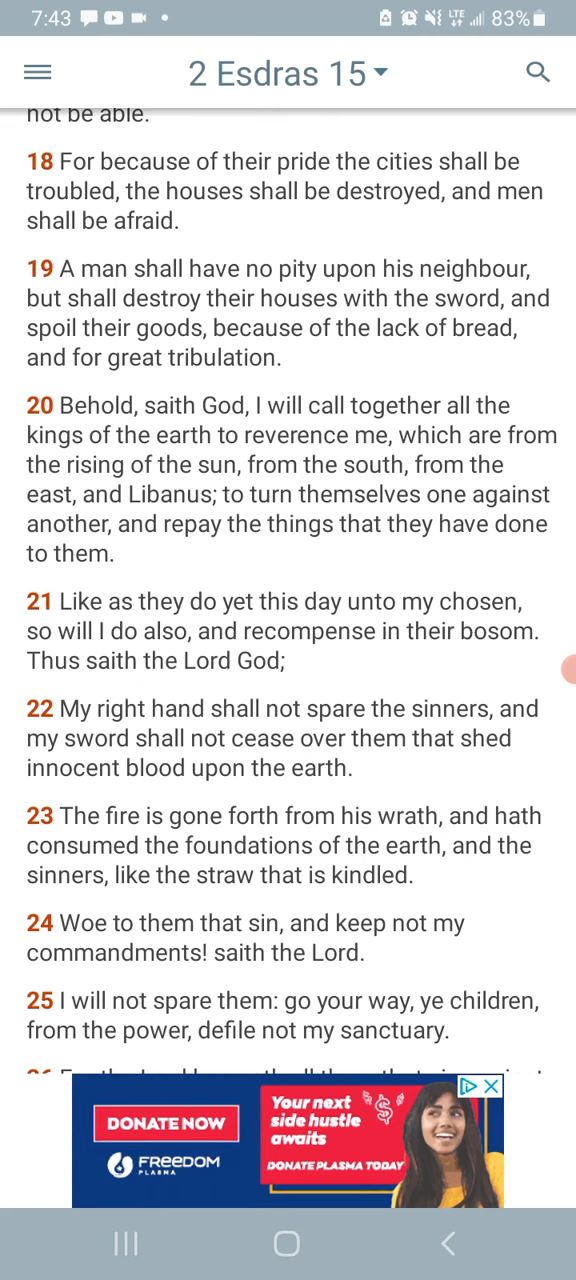 7:43
LTE
83%
2 Esdras 15
not be able.
18 For because of their pride the cities shall be
troubled, the houses shall be destroyed, and men
shall be afraid.
19 A man shall have no pity upon his neighbour,
but shall destroy their houses with the sword, and
spoil their goods, because of the lack of bread,
and for great tribulation.
20 Behold, saith God, I will call together all the
kings of the earth to reverence me, which are from
the rising of the sun, from the south, from the
east, and Libanus; to turn themselves one against
another, and repay the things that they have done
to them.
21 Like as they do yet this day unto my chosen,
so will I do also, and recompense in their bosom.
Thus saith the Lord God;
22 My right hand shall not spare the sinners, and
my sword shall not cease over them that shed
innocent blood upon the earth.
23 The fire is gone forth from his wrath, and hath
consumed the foundations of the earth, and the
sinners, like the straw that is kindled.
24 Woe to them that sin, and keep not my
commandments! saith the Lord.
25 I will not spare them: go your way, ye children,
from the power, defile not my sanctuary.
DONATE NOW
FREEDOM
PLASMA
Your next
side hustle
awaits
DONATE PLASMA TODAY